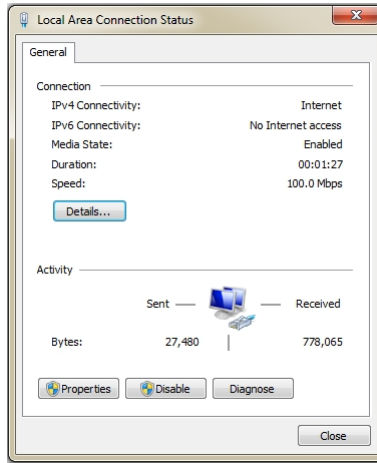 Local Area Connection Status
General
Connection
IPv4 Connectivity: Internet
IPv6 Connectivity: No Internet access
Media State: Enabled
Duration: 00:01:27
Speed: 100.0 Mbps
Details...
Activity
Sent Received
Bytes: 27,480 778,065
Properties Disable Diagnose
Close